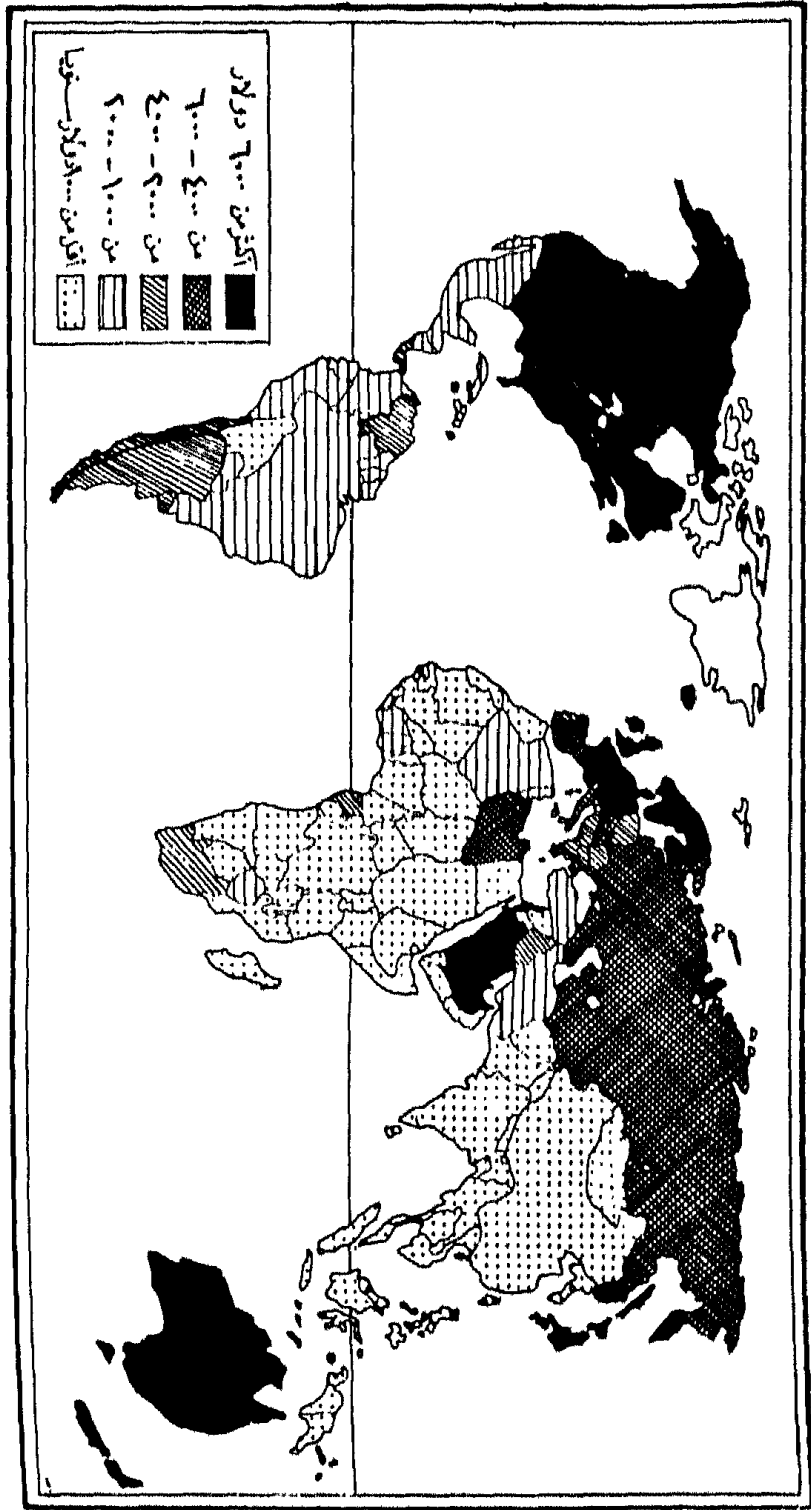 أكثر من ٦٠٠٠ دولار
من ٤٠٠٠ - ٦٠٠٠
من ٢٠٠٠ - ٤٠٠٠
من ١٠٠٠ - ٢٠٠٠
أقل من ١٠٠٠ دولار سنويا